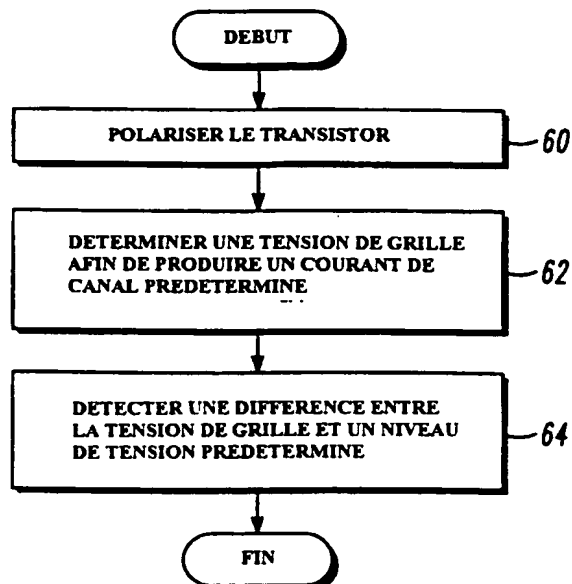 DEBUT
POLARISER LE TRANSISTOR
60
DETERMINER UNE TENSION DE GRILLE
AFIN DE PRODUIRE UN COURANT DE
CANAL PREDETERMINE
62
DETECTER UNE DIFFERENCE ENTRE
LA TENSION DE GRILLE ET UN NIVEAU
DE TENSION PREDETERMINE
64
FIN